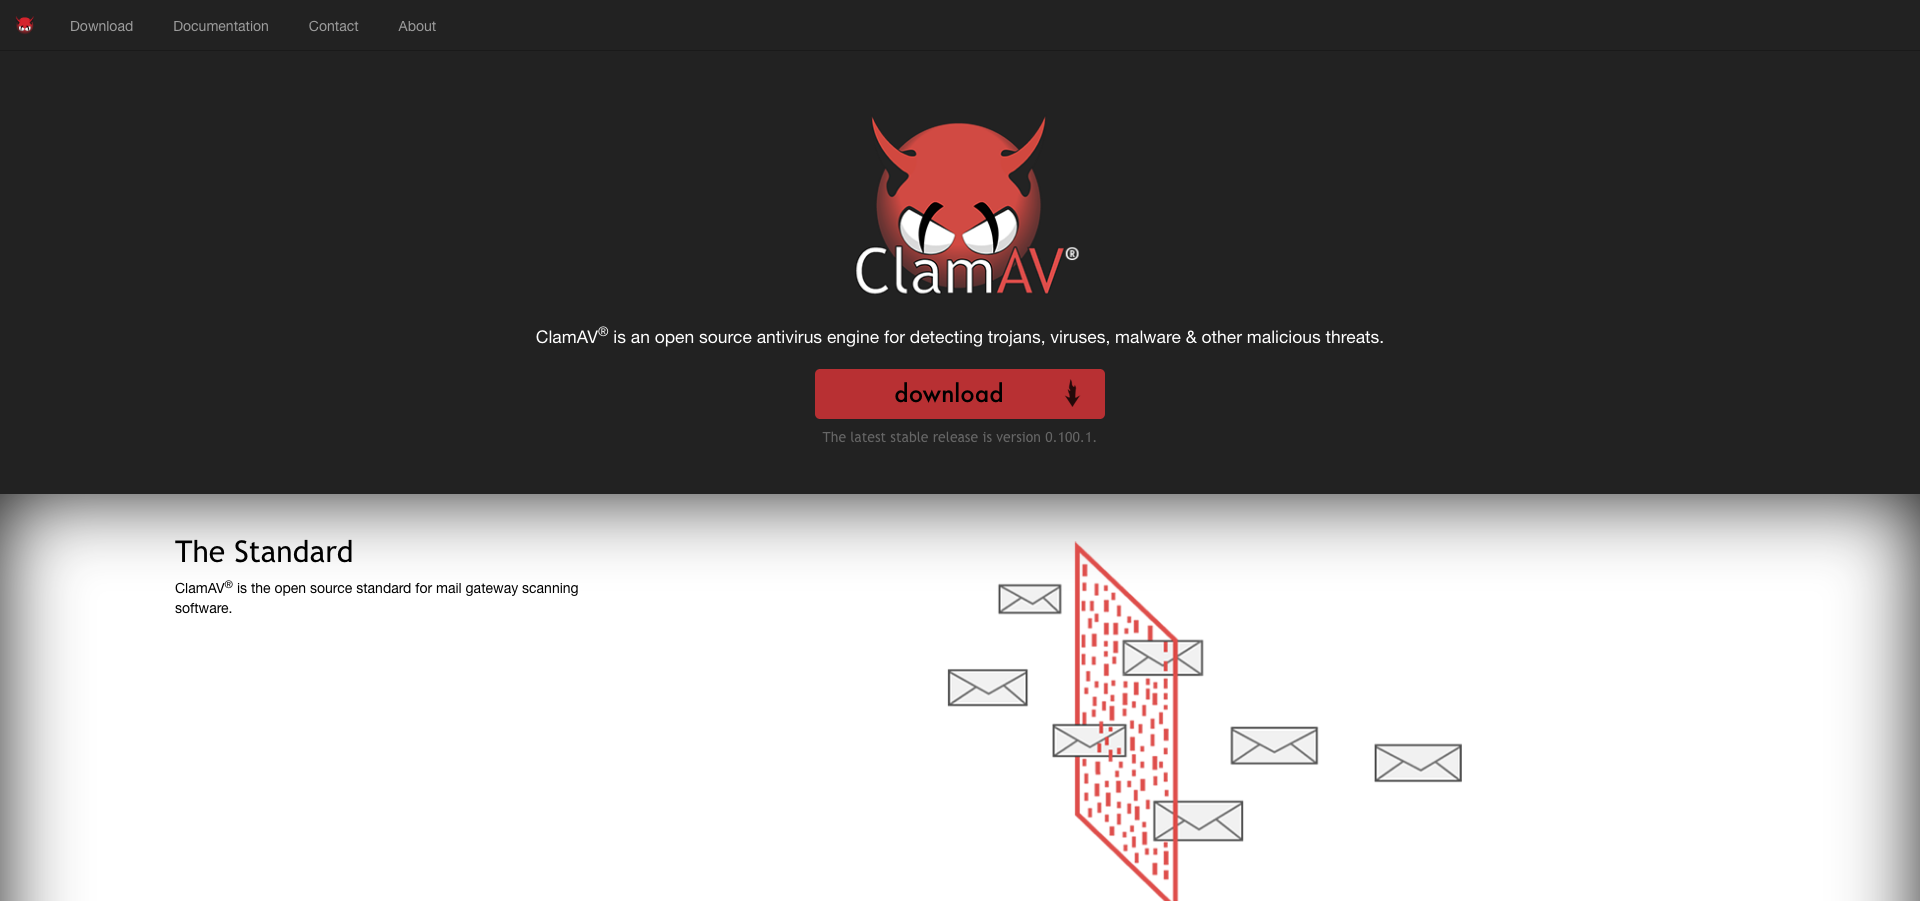 Download Documentation Contact About
ClamAV®
ClamAV® is an open source antivirus engine for detecting trojans, viruses, malware & other malicious threats.
download
The latest stable release is version 0.100.1.
The Standard
ClamAV® is the open source standard for mail gateway scanning
software.